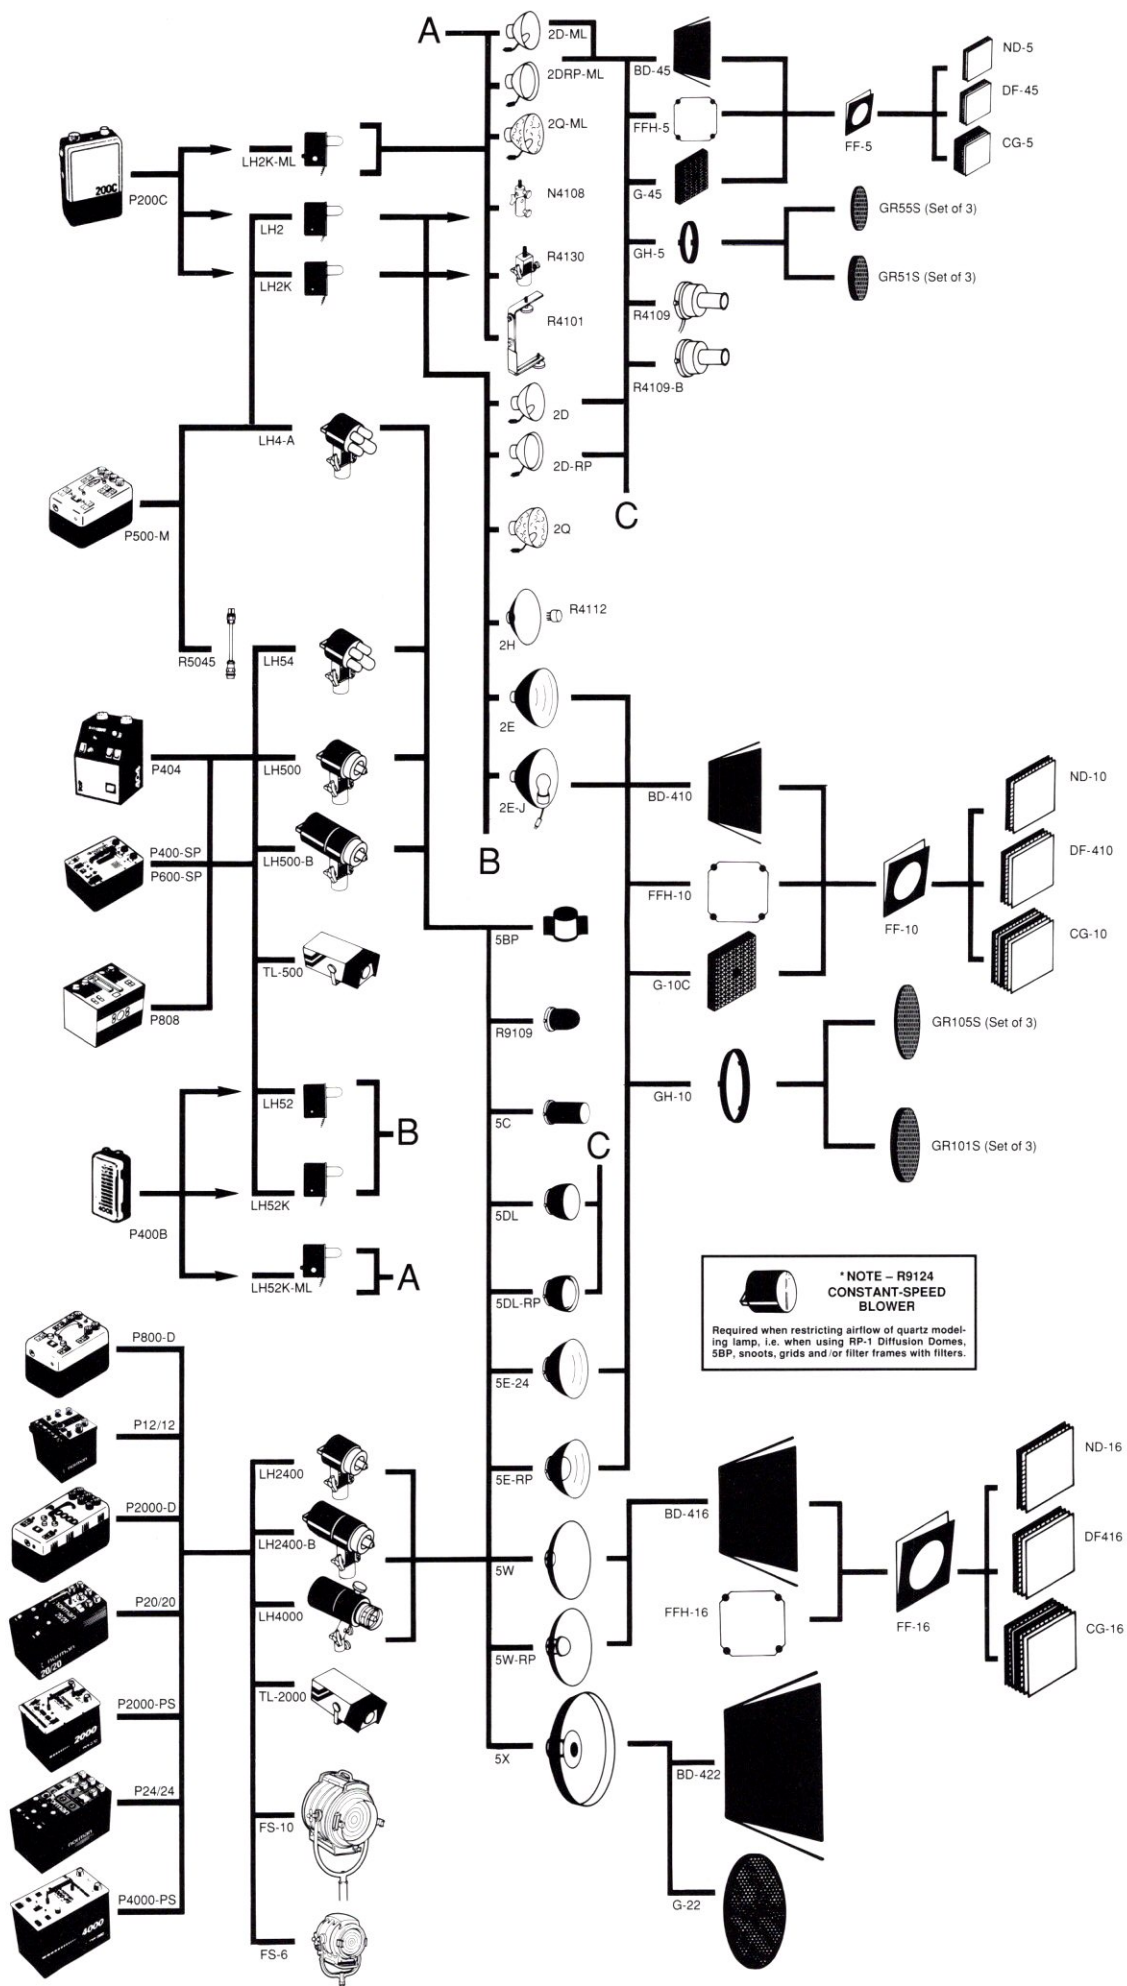 A
2D-ML
2DRP-ML
2Q-ML
N4108
R4130
R4101
200C
P200C
LH2K-ML
LH2
LH2K
BD-45
FFH-5
G-45
GH-5
R4109
R4109-B
FF-5
ND-5
DF-45
CG-5
GR55S (Set of 3)
GR51S (Set of 3)
C
P500-M
LH4-A
R5045
2D
2D-RP
2Q
2H
R4112
2E
2E-J
B
P404
P400-SP
P600-SP
P808
LH54
LH500
LH500-B
TL-500
LH52
LH52K
LH52K-ML
B
A
P400B
5BP
R9109
5C
C
5DL
5DL-RP
5E-24
5E-RP
5W
5W-RP
5X
BD-410
FFH-10
G-10C
GH-10
FF-10
ND-10
DF-410
CG-10
GR105S (Set of 3)
GR101S (Set of 3)
*NOTE – R9124
CONSTANT-SPEED
BLOWER
Required when restricting airflow of quartz model-
ing lamp, i.e. when using RP-1 Diffusion Domes,
5BP, snoots, grids and/or filter frames with filters.
P800-D
P12/12
P2000-D
P20/20
20/20
P2000-PS
2000
P24/24
norman
P4000-PS
4000
LH2400
LH2400-B
LH4000
TL-2000
FS-10
FS-6
BD-416
FFH-16
FF-16
ND-16
DF416
CG-16
BD-422
G-22